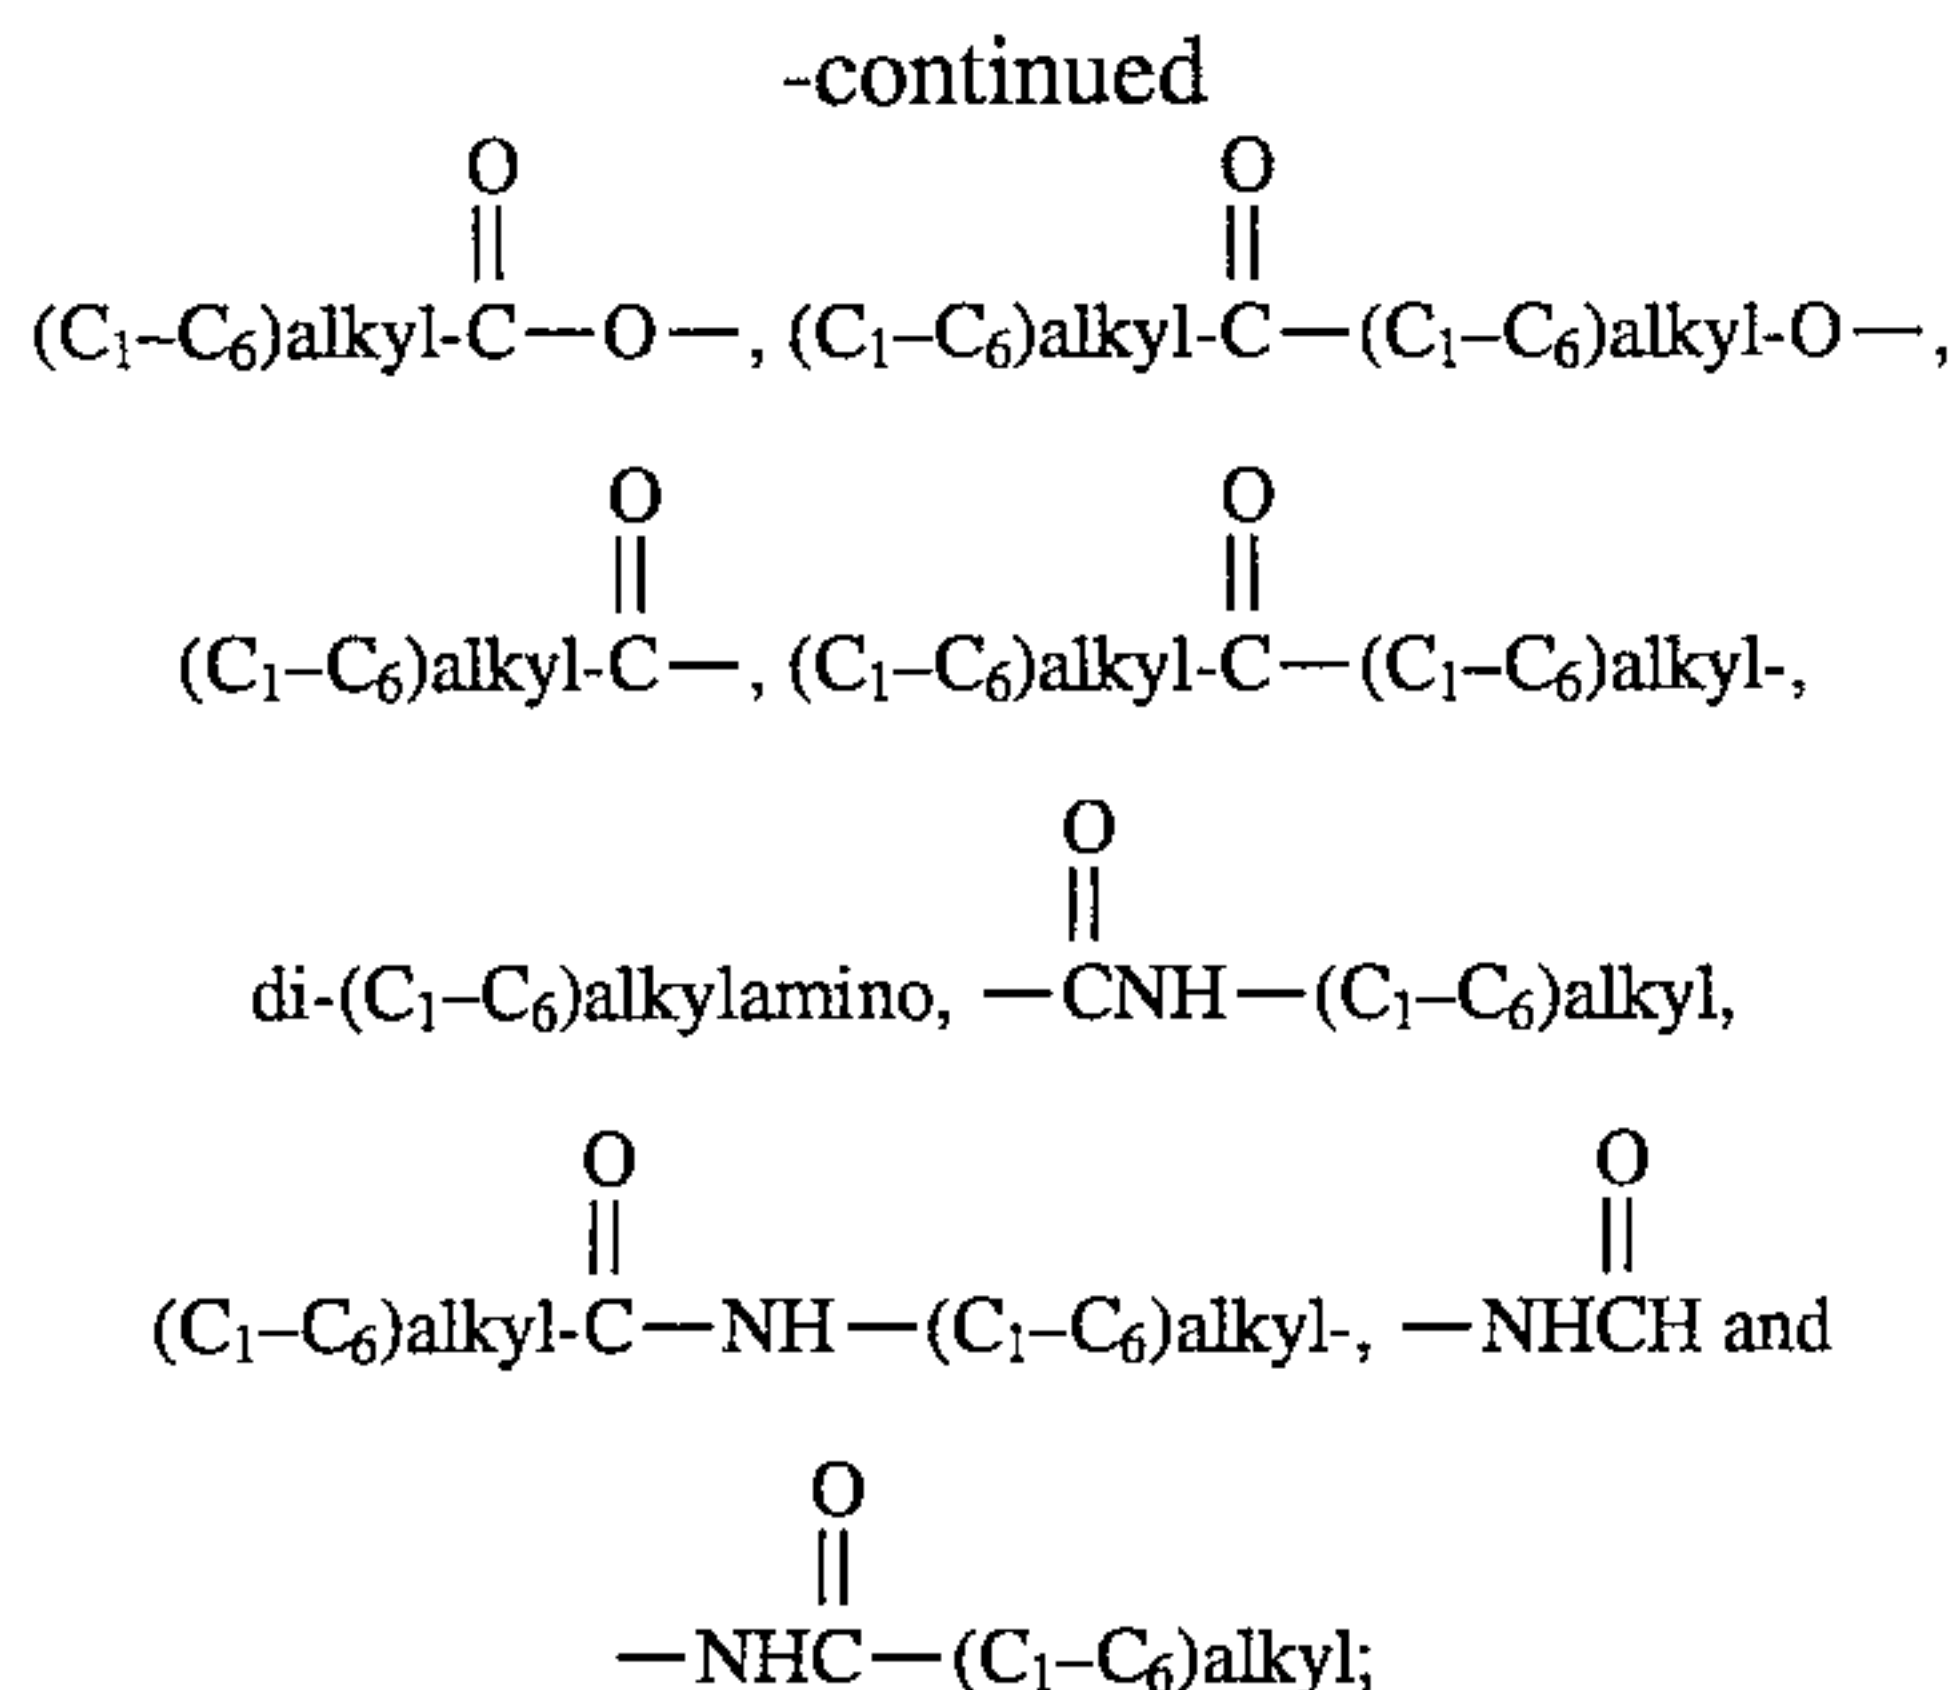 -continued
O O
|| ||
(C₁–C₆)alkyl-C—O—, (C₁–C₆)alkyl-C—(C₁–C₆)alkyl-O—,
O O
|| ||
(C₁–C₆)alkyl-C—, (C₁–C₆)alkyl-C—(C₁–C₆)alkyl-,
O
||
di-(C₁–C₆)alkylamino, —CNH—(C₁–C₆)alkyl,
O O
|| ||
(C₁–C₆)alkyl-C—NH—(C₁–C₆)alkyl-, —NHCH and
O
||
—NHC—(C₁–C₆)alkyl;